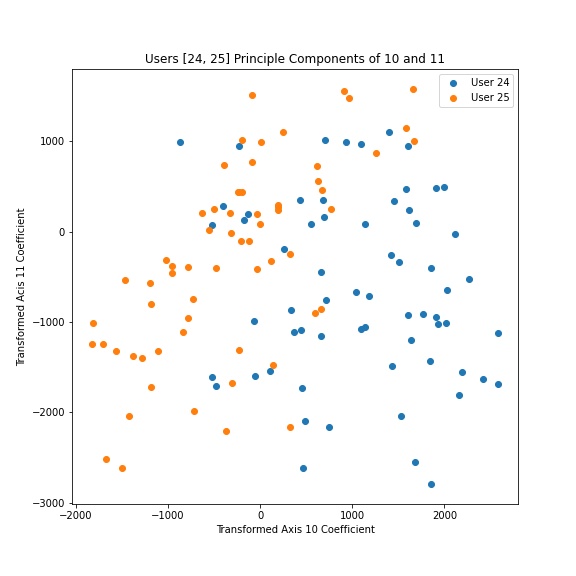 Users [24, 25] Principle Components of 10 and 11
User 24
User 25
Transformed Acis 11 Coefficient
1000
0
−1000
−2000
−3000
−2000
−1000
0
1000
2000
Transformed Axis 10 Coefficient